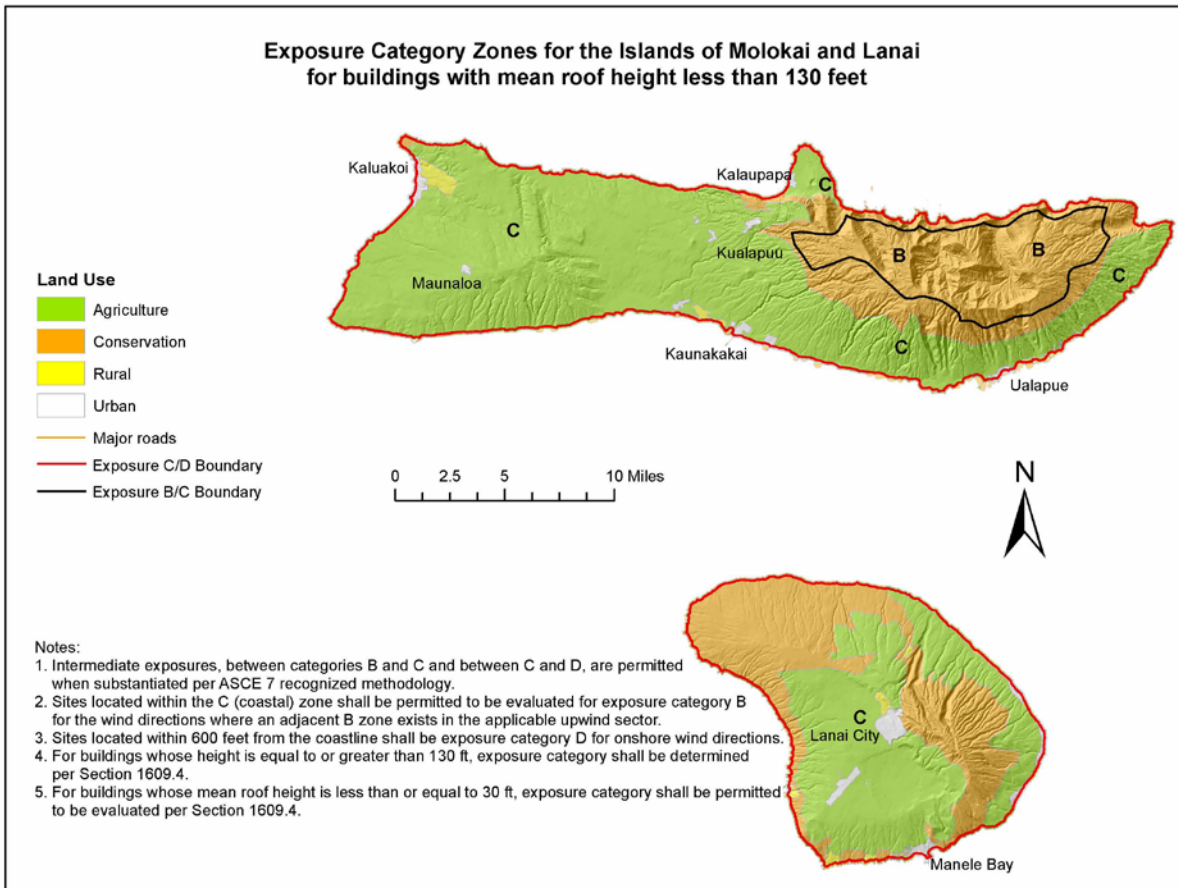 Exposure Category Zones for the Islands of Molokai and Lanai
for buildings with mean roof height less than 130 feet
Kaluakoi
Kalaupapa
C
C
B
B
Kualapuu
C
Maunaloa
Kaunakakai
C
Ualapue
Land Use
Agriculture
Conservation
Rural
Urban
Major roads
Exposure C/D Boundary
Exposure B/C Boundary
0 2.5 5 10 Miles
N
C
Lanai City
Manele Bay
Notes:
1. Intermediate exposures, between categories B and C and between C and D, are permitted
when substantiated per ASCE 7 recognized methodology.
2. Sites located within the C (coastal) zone shall be permitted to be evaluated for exposure category B
for the wind directions where an adjacent B zone exists in the applicable upwind sector.
3. Sites located within 600 feet from the coastline shall be exposure category D for onshore wind directions.
4. For buildings whose height is equal to or greater than 130 ft, exposure category shall be determined
per Section 1609.4.
5. For buildings whose mean roof height is less than or equal to 30 ft, exposure category shall be permitted
to be evaluated per Section 1609.4.